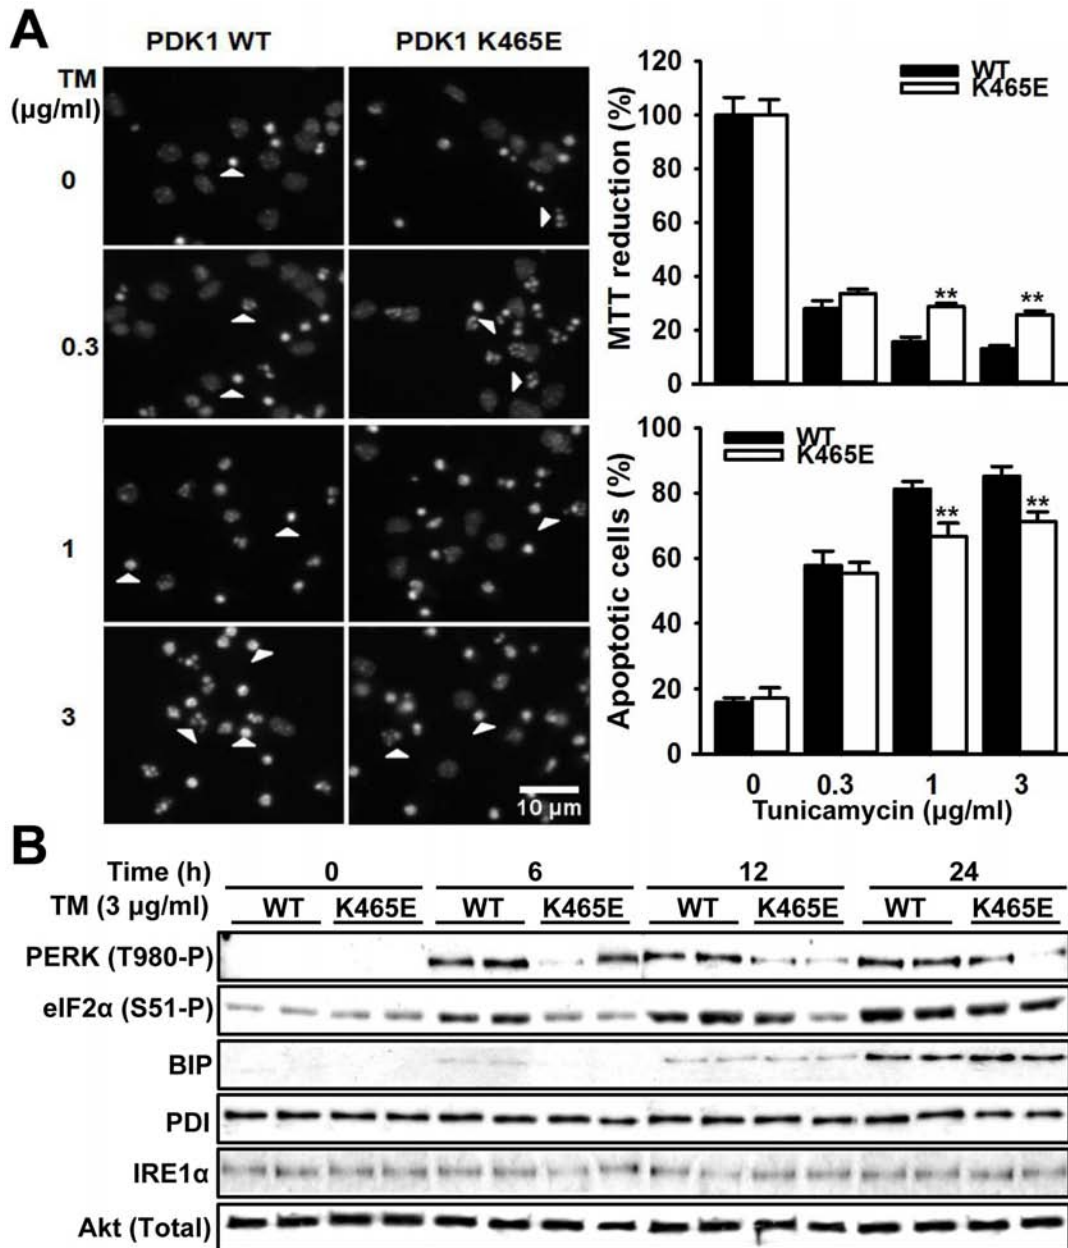 A
PDK1 WT PDK1 K465E
TM
(µg/ml)
0
0.3
1
3
10 µm
120
100
80
60
40
20
0
MTT reduction (%)
WT
K465E
**
**
100
80
60
40
20
0
Apoptotic cells (%)
WT
K465E
**
**
0 0.3 1 3
Tunicamycin (µg/ml)
B
Time (h) 0 6 12 24
TM (3 µg/ml) WT K465E WT K465E WT K465E WT K465E
PERK (T980-P)
eIF2α (S51-P)
BIP
PDI
IRE1α
Akt (Total)